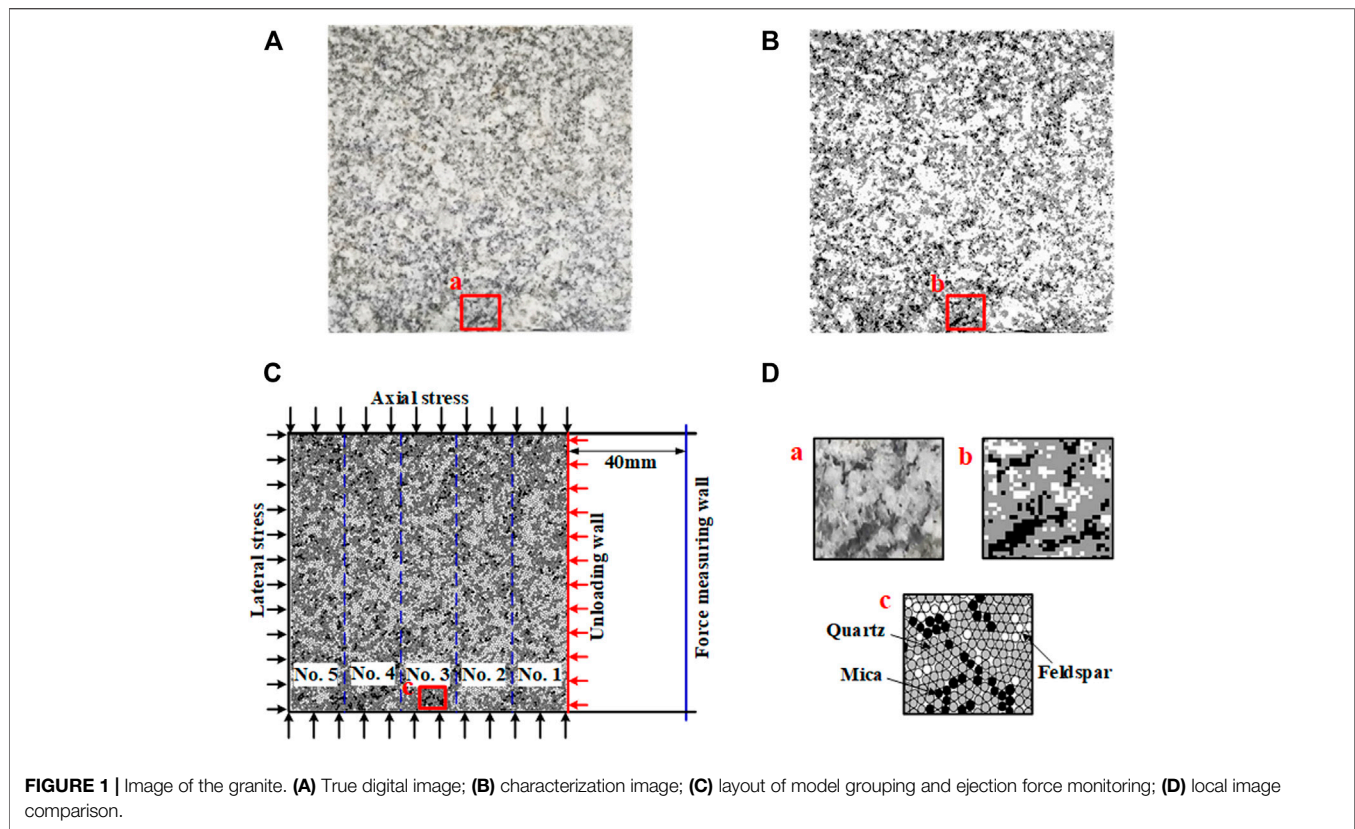 A
B
a
b
C
D
Axial stress
Lateral stress
40mm
Unloading wall
Force measuring wall
No. 5
No. 4
No. 3
No. 2
No. 1
c
a
b
c
Quartz
Mica
Feldspar
FIGURE 1 | Image of the granite. (A) True digital image; (B) characterization image; (C) layout of model grouping and ejection force monitoring; (D) local image
comparison.